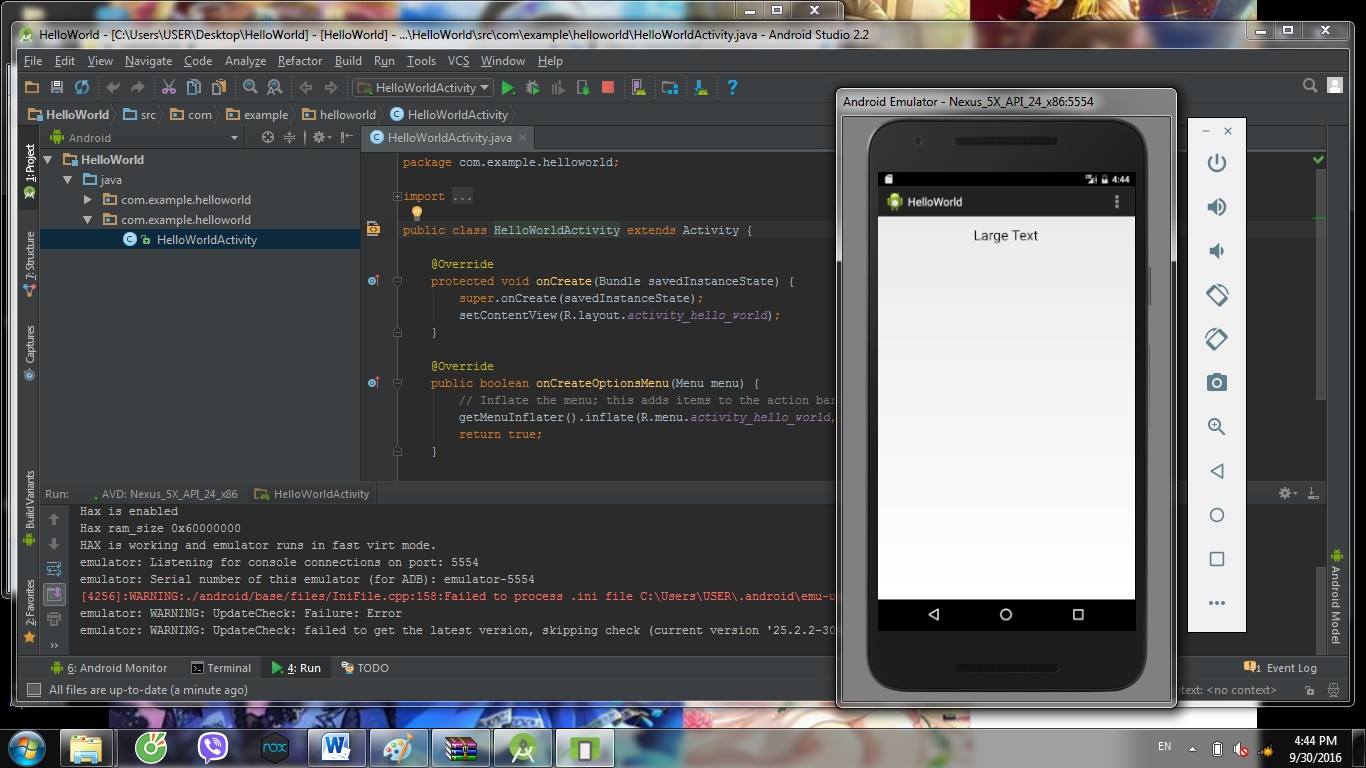 HelloWorld - [C:\Users\USER\Desktop\HelloWorld] - [HelloWorld] - ...\HelloWorld\src\com\example\helloworld\HelloWorldActivity.java - Android Studio 2.2
File Edit View Navigate Code Analyze Refactor Build Run Tools VCS Window Help
HelloWorldActivity
HelloWorld src com example helloworld HelloWorldActivity
Android
HelloWorldActivity.java
1: Project
7: Structure
Captures
Build Variants
2: Favorites
HelloWorld
java
com.example.helloworld
com.example.helloworld
HelloWorldActivity
package com.example.helloworld;
import ...
public class HelloWorldActivity extends Activity {
@Override
protected void onCreate(Bundle savedInstanceState) {
super.onCreate(savedInstanceState);
setContentView(R.layout.activity_hello_world);
}
@Override
public boolean onCreateOptionsMenu(Menu menu) {
// Inflate the menu; this adds items to the action bar
getMenuInflater().inflate(R.menu.activity_hello_world,
return true;
}
Android Emulator - Nexus_5X_API_24_x86:5554
4:44
HelloWorld
Large Text
Run: AVD: Nexus_5X_API_24_x86 HelloWorldActivity
Hax is enabled
Hax ram_size 0x60000000
HAX is working and emulator runs in fast virt mode.
emulator: Listening for console connections on port: 5554
emulator: Serial number of this emulator (for ADB): emulator-5554
[4256]:WARNING:./android/base/files/IniFile.cpp:158:Failed to process .ini file C:\Users\USER\.android\emu-u
emulator: WARNING: UpdateCheck: Failure: Error
emulator: WARNING: UpdateCheck: failed to get the latest version, skipping check (current version '25.2.2-30
Android Model
6: Android Monitor Terminal 4: Run TODO
1 Event Log
All files are up-to-date (a minute ago)
text: <no context>
nox
EN
4:44 PM
9/30/2016